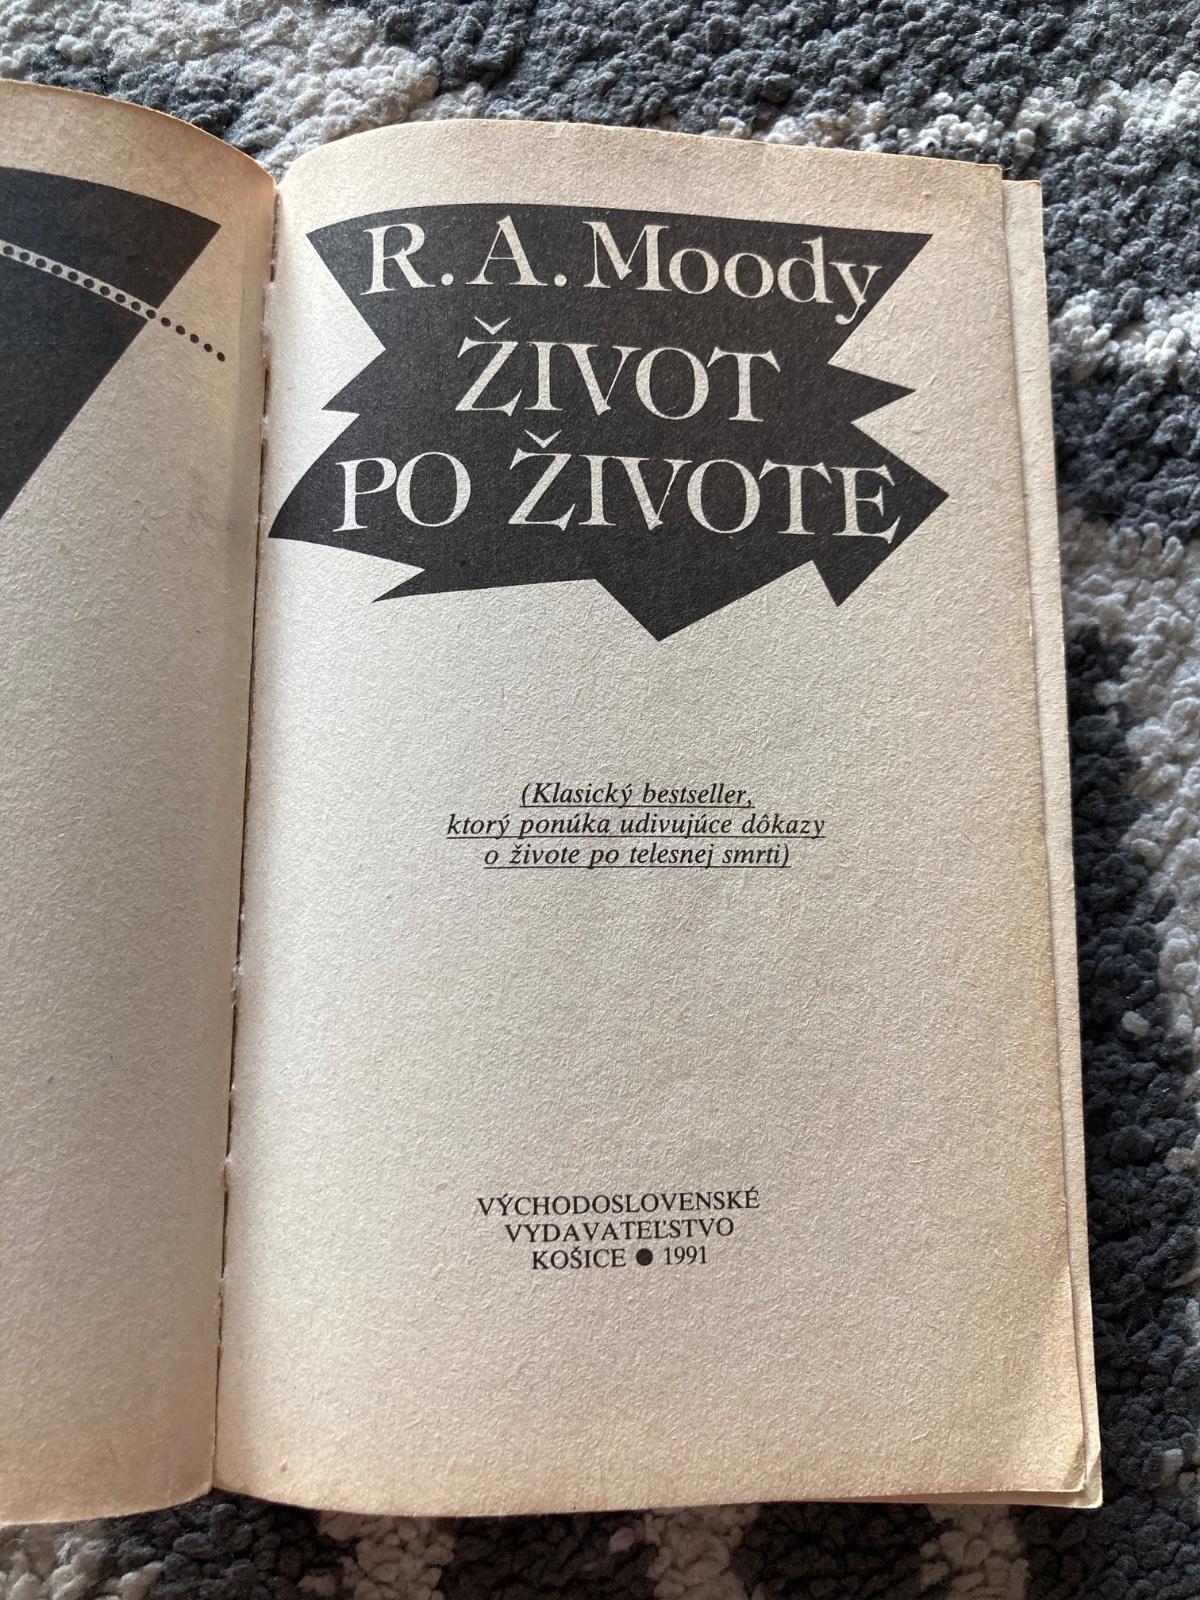 R. A. Moody
ŽIVOT
PO ŽIVOTE
(Klasický bestseller,
ktorý ponúka udivujúce dôkazy
o živote po telesnej smrti)
VÝCHODOSLOVENSKÉ
VYDAVATEĽSTVO
KOŠICE ● 1991